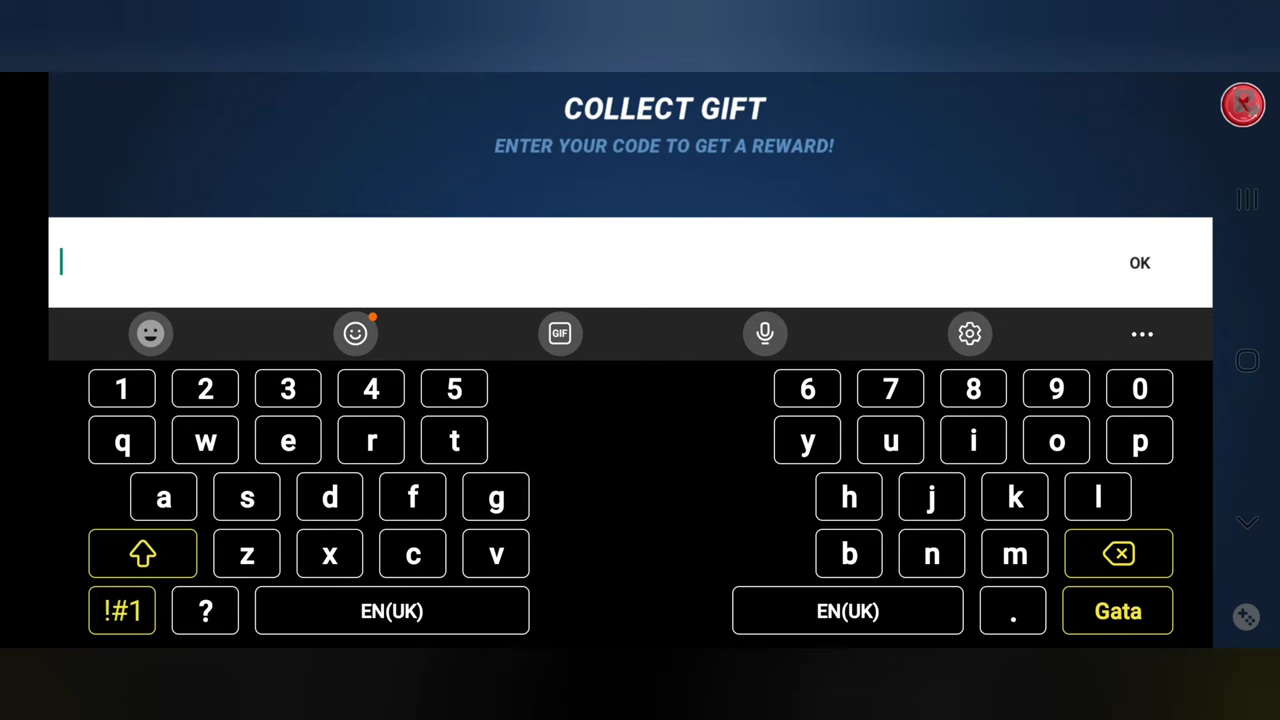 COLLECT GIFT
ENTER YOUR CODE TO GET A REWARD!
OK
GIF
1 2 3 4 5 6 7 8 9 0
q w e r t y u i o p
a s d f g h j k l
z x c v b n m
!#1 ? EN(UK) EN(UK) . Gata